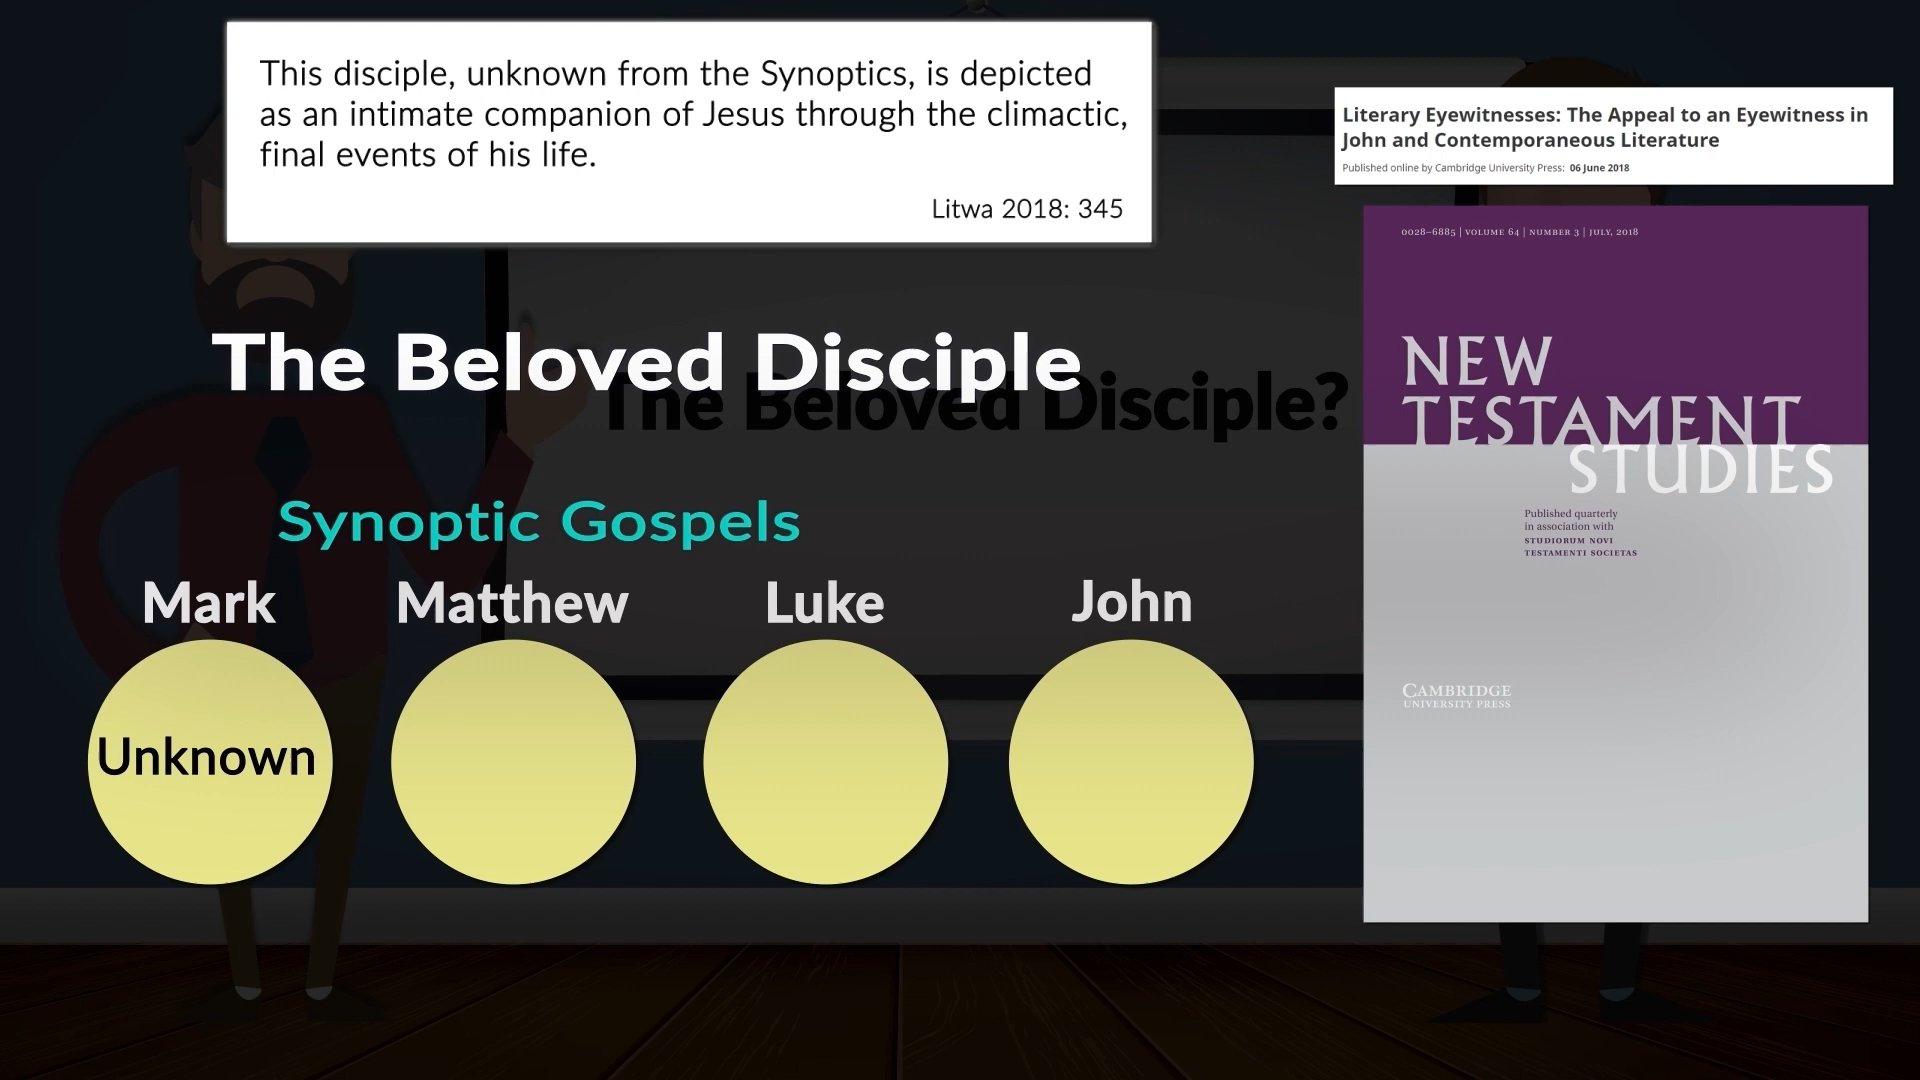 This disciple, unknown from the Synoptics, is depicted
as an intimate companion of Jesus through the climactic,
final events of his life.
Litwa 2018: 345
Literary Eyewitnesses: The Appeal to an Eyewitness in
John and Contemporaneous Literature
Published online by Cambridge University Press: 06 June 2018
0028–6885 | VOLUME 64 | NUMBER 3 | JULY, 2018
NEW
TESTAMENT
STUDIES
Published quarterly
in association with
STUDIORUM NOVI
TESTAMENTI SOCIETAS
CAMBRIDGE
UNIVERSITY PRESS
The Beloved Disciple
The Beloved Disciple?
Synoptic Gospels
Mark
Matthew
Luke
John
Unknown